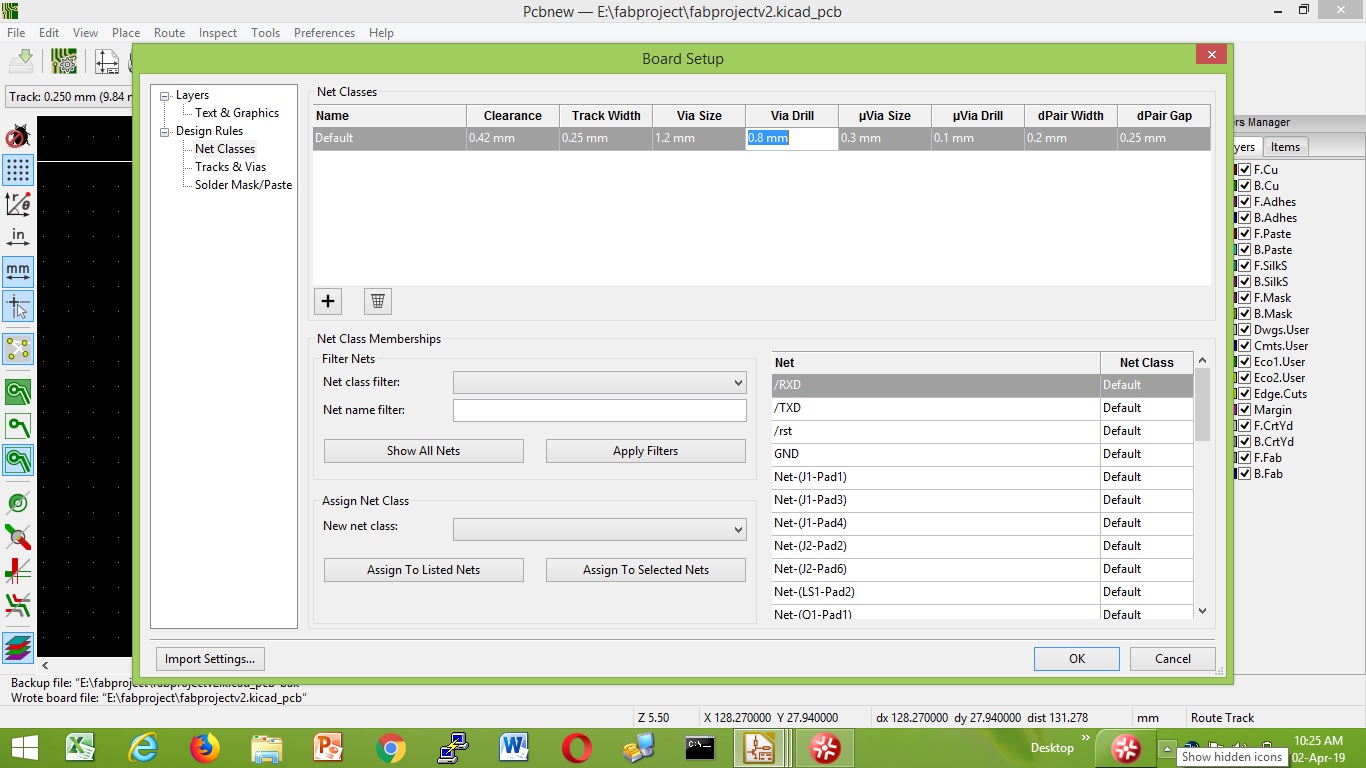 Pcbnew — E:\fabproject\fabprojectv2.kicad_pcb
File Edit View Place Route Inspect Tools Preferences Help
Board Setup
Track: 0.250 mm (9.84 m
Layers
Text & Graphics
Design Rules
Net Classes
Tracks & Vias
Solder Mask/Paste
Net Classes
Name Clearance Track Width Via Size Via Drill µVia Size µVia Drill dPair Width dPair Gap
Default 0.42 mm 0.25 mm 1.2 mm 0.8 mm 0.3 mm 0.1 mm 0.2 mm 0.25 mm
Net Class Memberships
Filter Nets
Net class filter:
Net name filter:
Show All Nets Apply Filters
Assign Net Class
New net class:
Assign To Listed Nets Assign To Selected Nets
Net Net Class
/RXD Default
/TXD Default
/rst Default
GND Default
Net-(J1-Pad1) Default
Net-(J1-Pad3) Default
Net-(J1-Pad4) Default
Net-(J2-Pad2) Default
Net-(J2-Pad6) Default
Net-(LS1-Pad2) Default
Net-(Q1-Pad1) Default
Import Settings... OK Cancel
ers Manager
yers Items
F.Cu
B.Cu
F.Adhes
B.Adhes
F.Paste
B.Paste
F.SilkS
B.SilkS
F.Mask
B.Mask
Dwgs.User
Cmts.User
Eco1.User
Eco2.User
Edge.Cuts
Margin
F.CrtYd
B.CrtYd
F.Fab
B.Fab
in
mm
Backup file: "E:\fabproject\fabprojectv2.kicad_pcb-bak"
Wrote board file: "E:\fabproject\fabprojectv2.kicad_pcb"
Z 5.50 X 128.270000 Y 27.940000 dx 128.270000 dy 27.940000 dist 131.278 mm Route Track
Desktop
10:25 AM
02-Apr-19
Show hidden icons